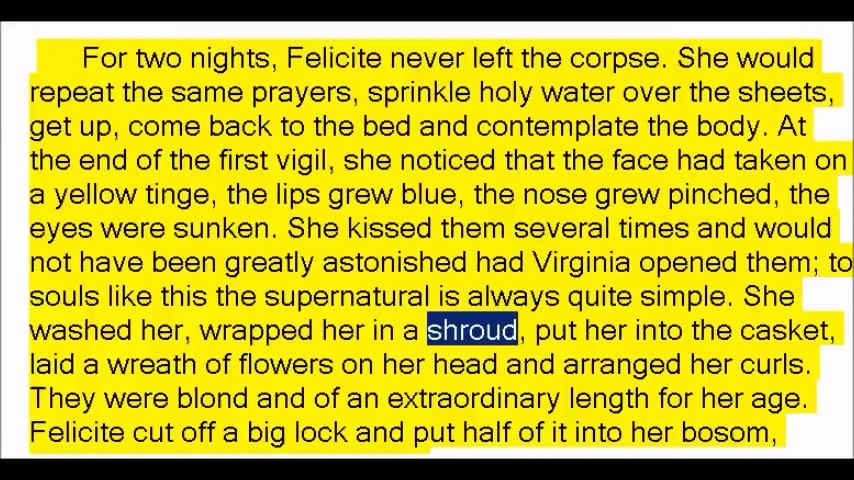 For two nights, Felicite never left the corpse. She would
repeat the same prayers, sprinkle holy water over the sheets,
get up, come back to the bed and contemplate the body. At
the end of the first vigil, she noticed that the face had taken on
a yellow tinge, the lips grew blue, the nose grew pinched, the
eyes were sunken. She kissed them several times and would
not have been greatly astonished had Virginia opened them; to
souls like this the supernatural is always quite simple. She
washed her, wrapped her in a shroud, put her into the casket,
laid a wreath of flowers on her head and arranged her curls.
They were blond and of an extraordinary length for her age.
Felicite cut off a big lock and put half of it into her bosom,